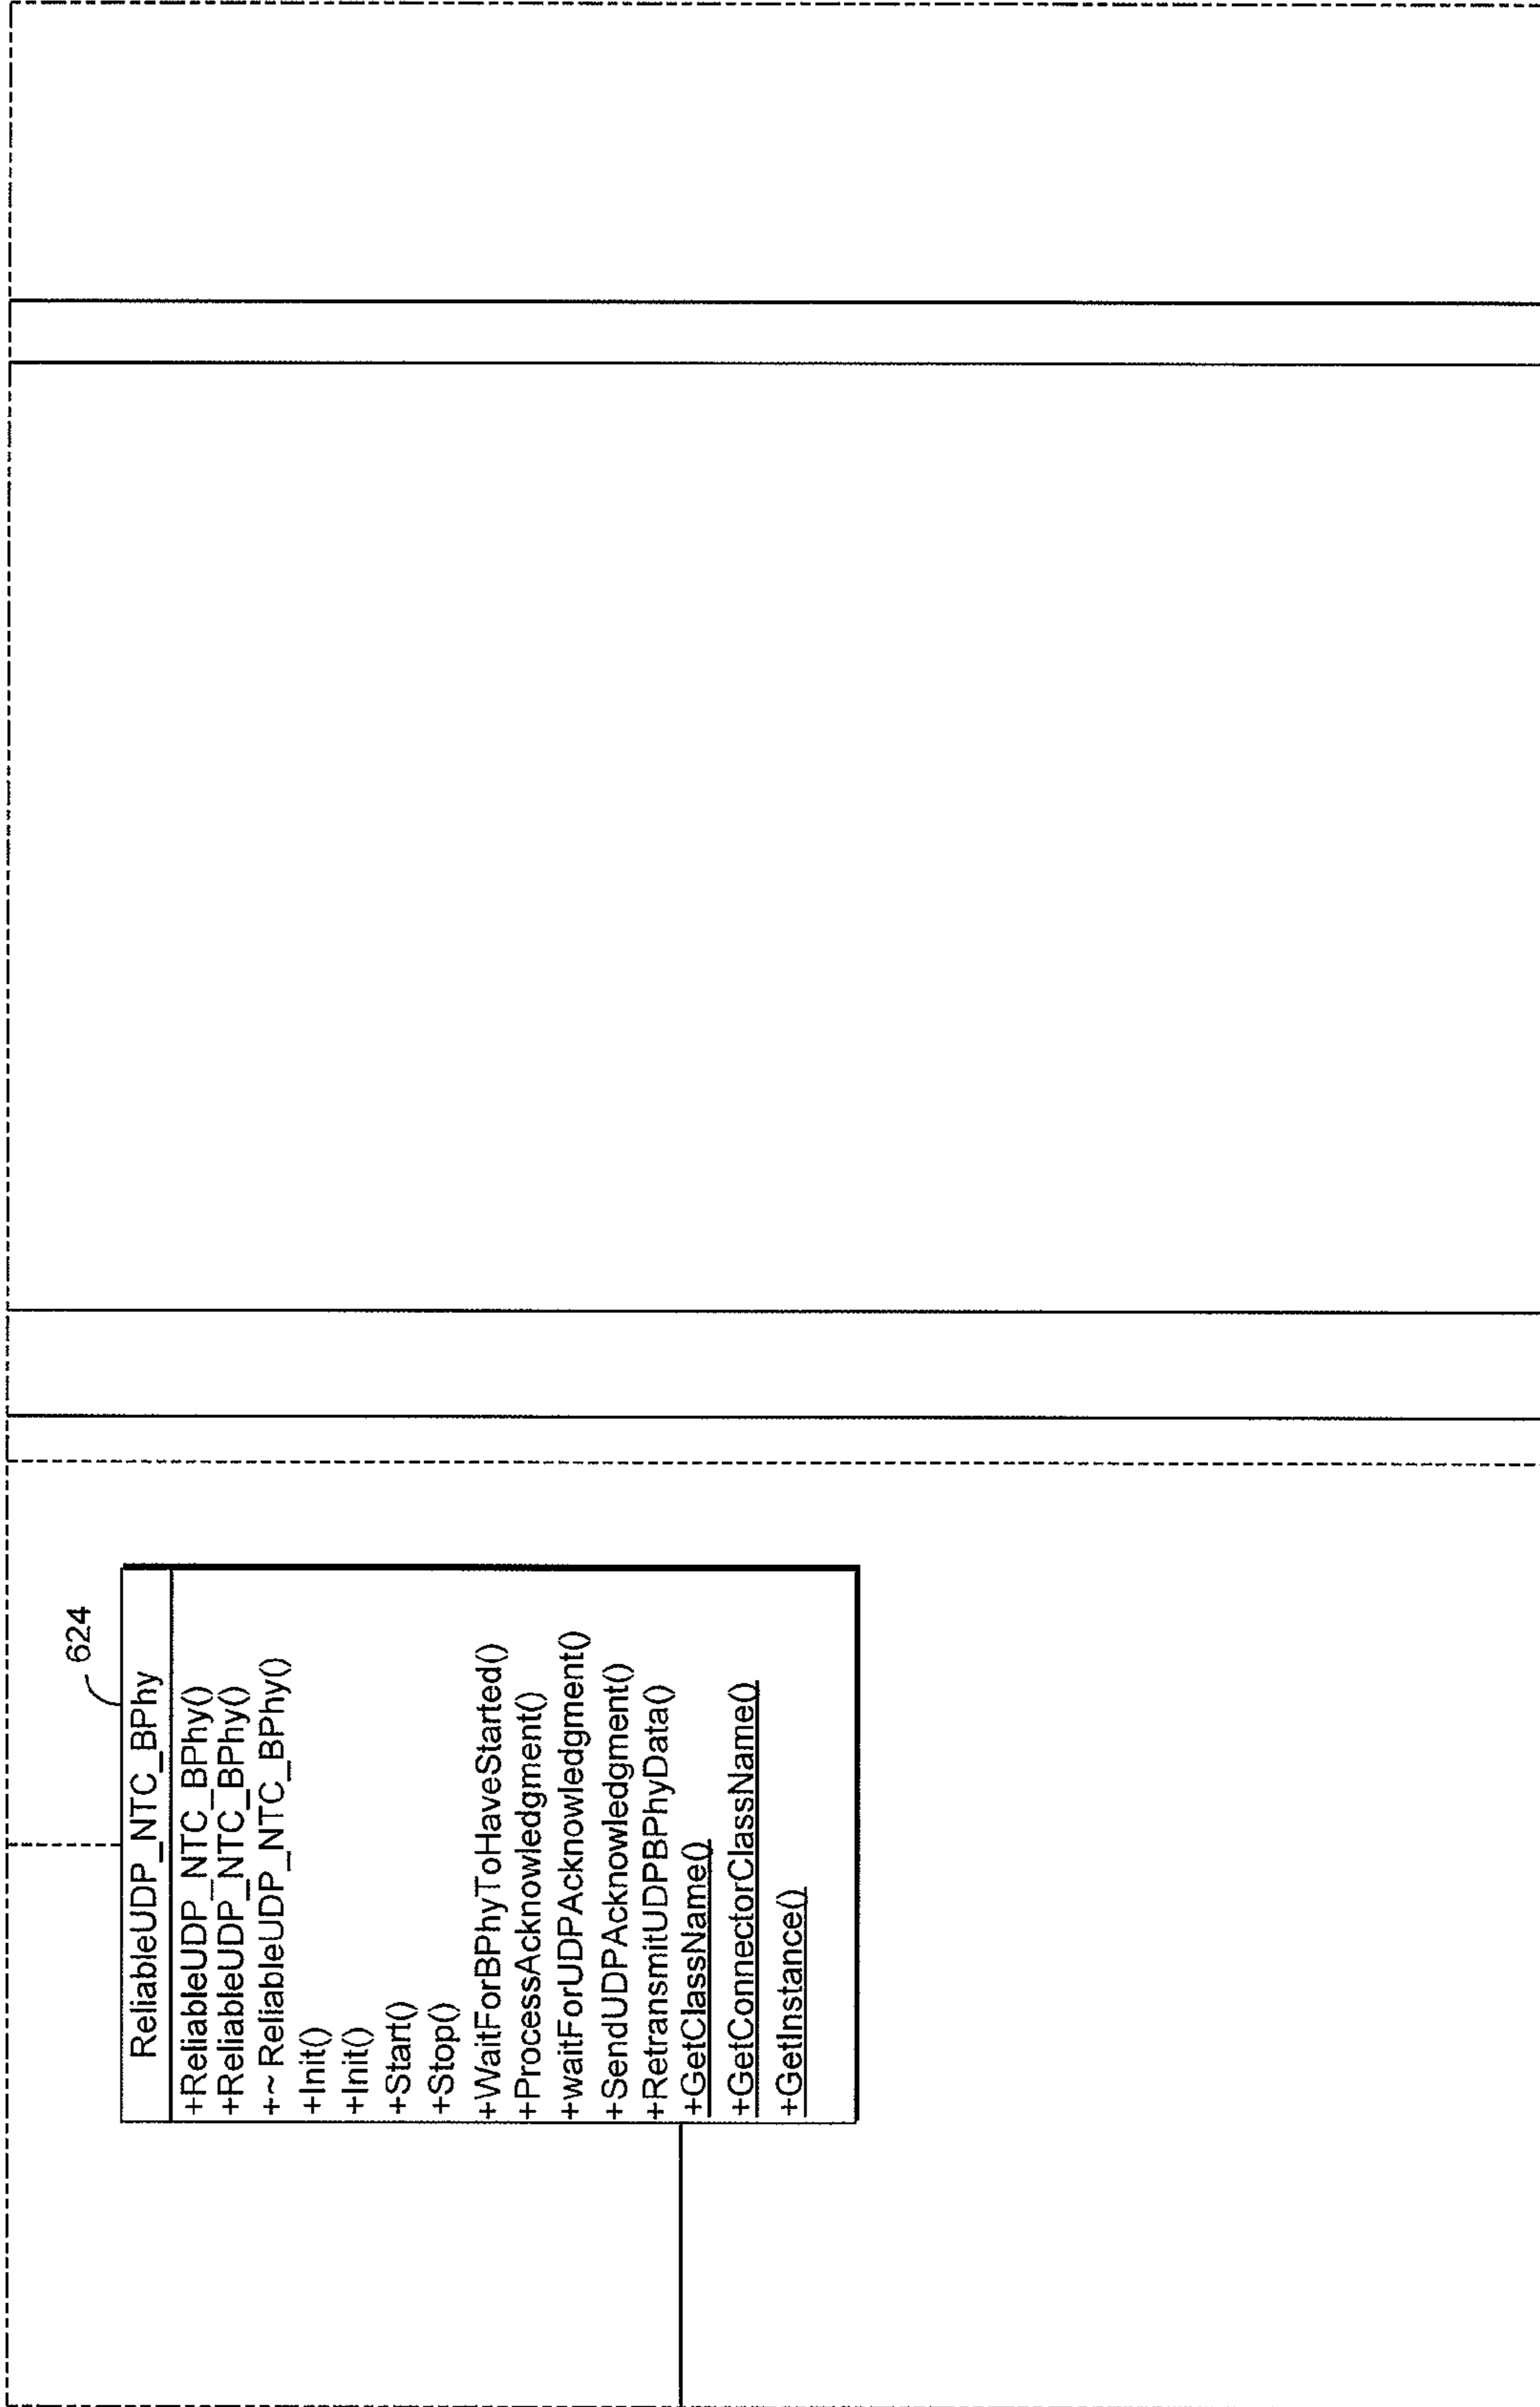 624
ReliableUDP_NTC_BPhy
+ReliableUDP_NTC_BPhy()
+ReliableUDP_NTC_BPhy()
+~ReliableUDP_NTC_BPhy()
+Init()
+Init()
+Start()
+Stop()
+WaitForBPhyToHaveStarted()
+ProcessAcknowledgment()
+waitForUDPAcknowledgment()
+SendUDPAcknowledgment()
+RetransmitUDPBPhyData()
+GetClassName()
+GetConnectorClassName()
+GetInstance()